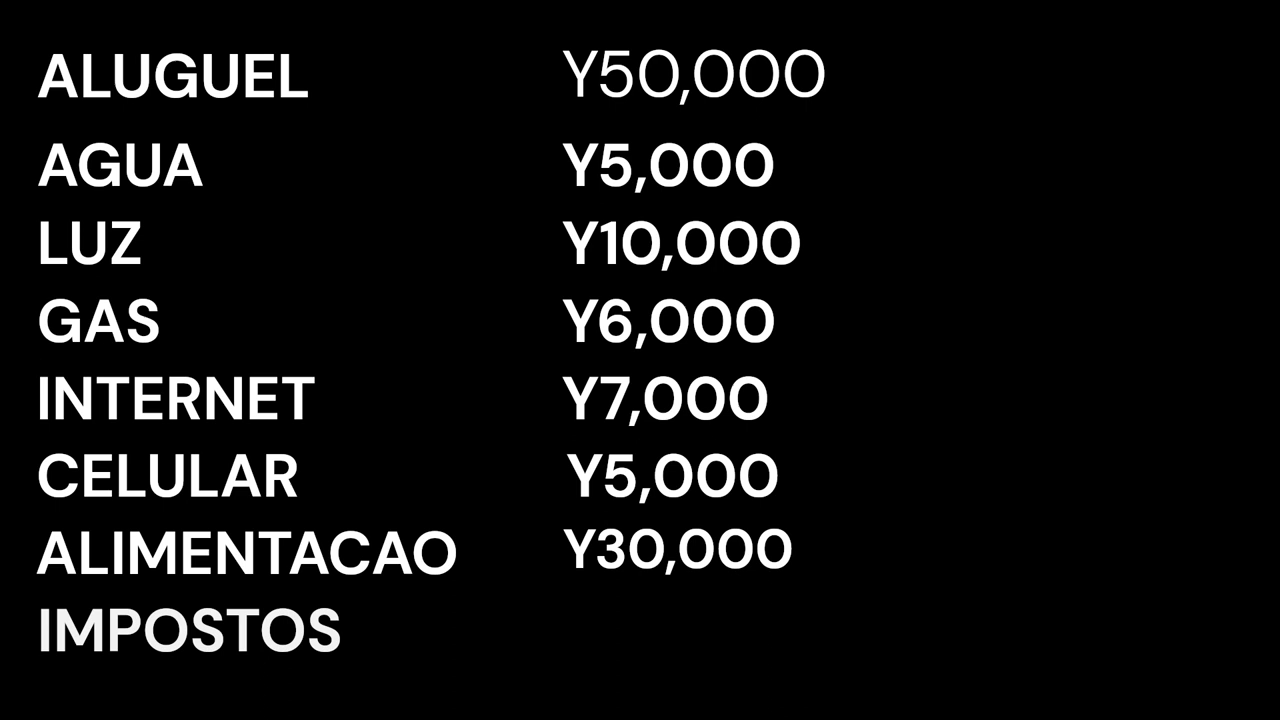 ALUGUEL Y50,000
AGUA Y5,000
LUZ Y10,000
GAS Y6,000
INTERNET Y7,000
CELULAR Y5,000
ALIMENTACAO Y30,000
IMPOSTOS